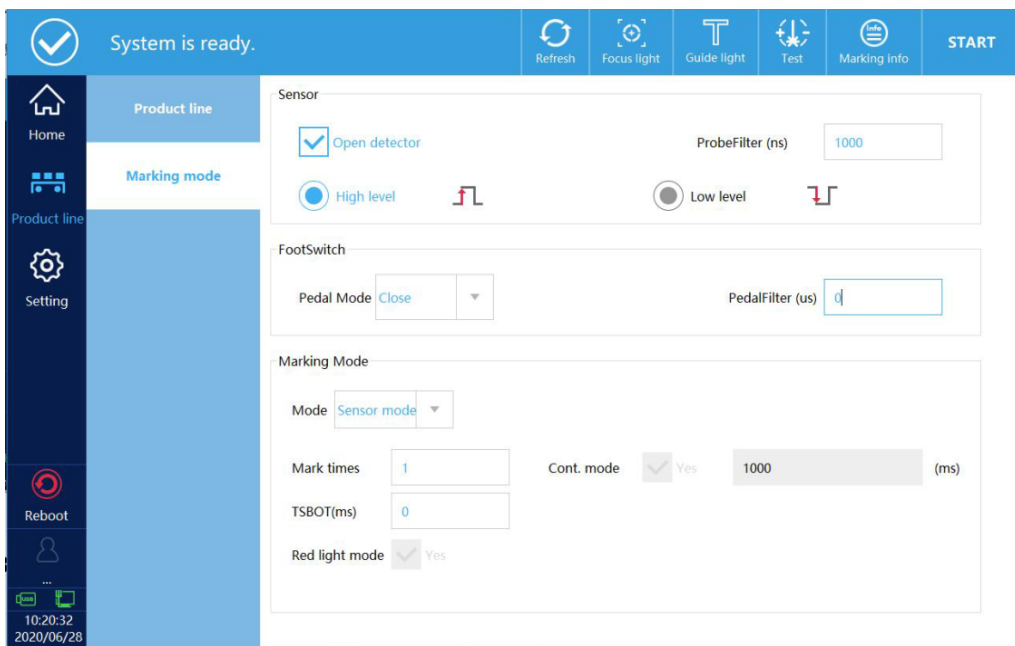 System is ready.
Refresh
Focus light
Guide light
Test
Info
Marking info
START
Home
Product line
Setting
Reboot
...
USB
10:20:32
2020/06/28
Product line
Marking mode
Sensor
Open detector
ProbeFilter (ns) 1000
High level
Low level
FootSwitch
Pedal Mode Close
PedalFilter (us) 0
Marking Mode
Mode Sensor mode
Mark times 1
Cont. mode Yes 1000 (ms)
TSBOT(ms) 0
Red light mode Yes